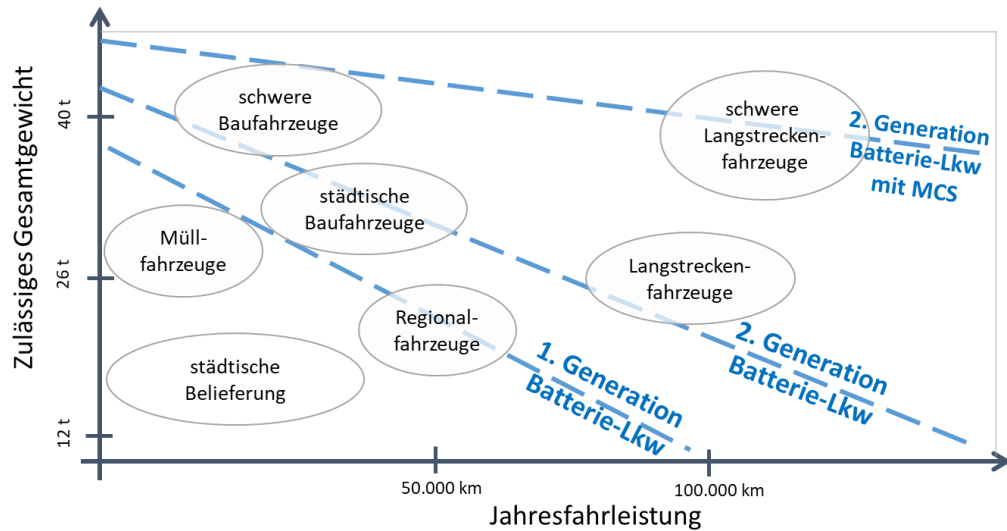 Zulässiges Gesamtgewicht
40 t
26 t
12 t
schwere
Baufahrzeuge
schwere
Langstrecken-
fahrzeuge
2. Generation
Batterie-Lkw
mit MCS
städtische
Baufahrzeuge
Müll-
fahrzeuge
Langstrecken-
fahrzeuge
Regional-
fahrzeuge
2. Generation
Batterie-Lkw
1. Generation
Batterie-Lkw
städtische
Belieferung
50.000 km
100.000 km
Jahresfahrleistung